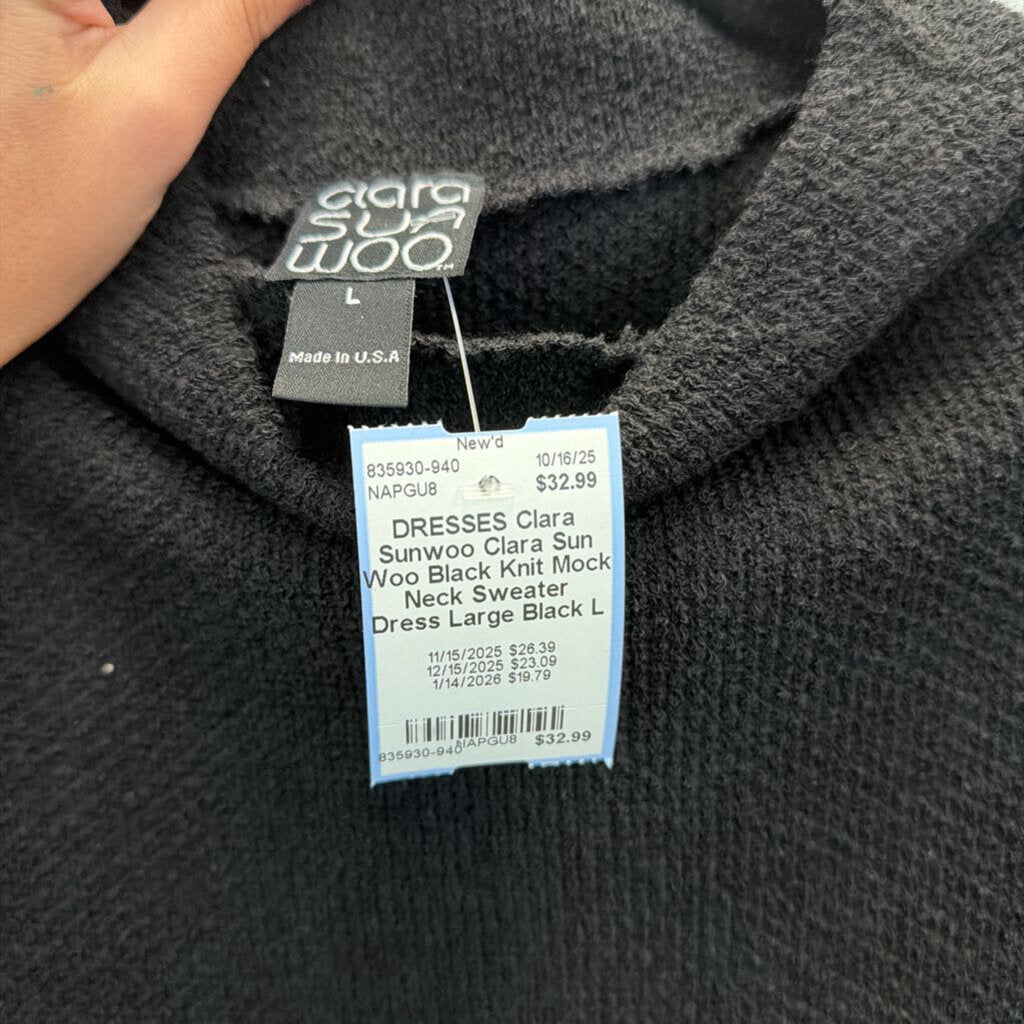 clara
sun
woo™
L
Made In U.S.A
New'd
835930-940 10/16/25
NAPGU8 $32.99
DRESSES Clara
Sunwoo Clara Sun
Woo Black Knit Mock
Neck Sweater
Dress Large Black L
11/15/2025 $26.39
12/15/2025 $23.09
1/14/2026 $19.79
835930-940 NAPGU8 $32.99